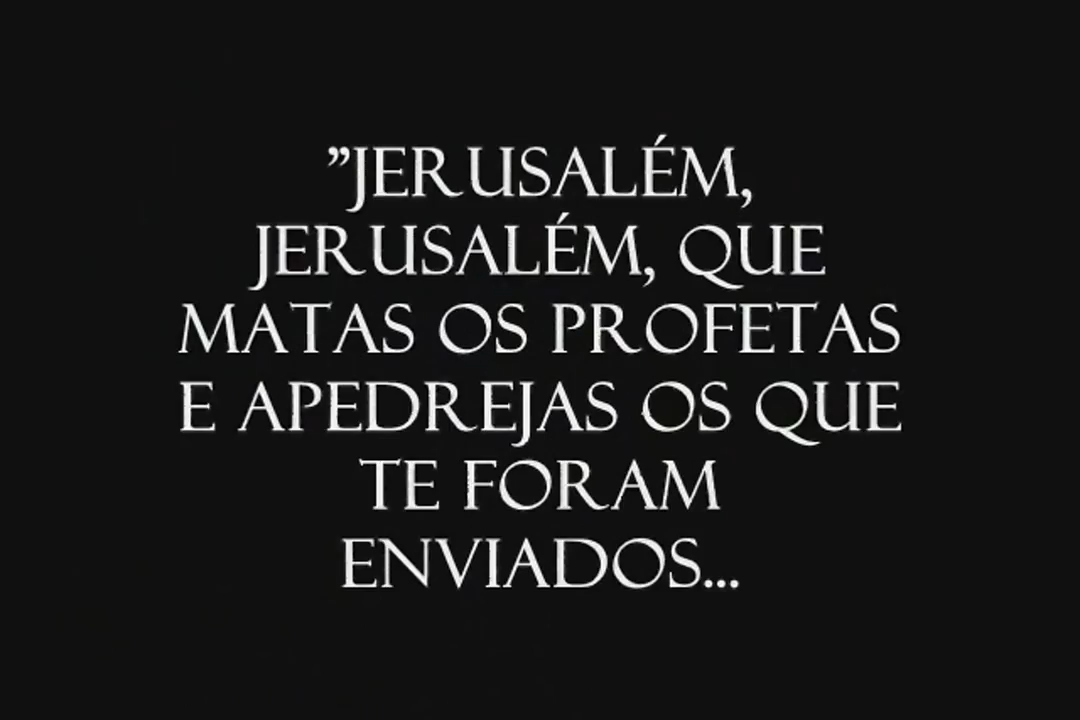 ”JERUSALÉM,
JERUSALÉM, QUE
MATAS OS PROFETAS
E APEDREJAS OS QUE
TE FORAM
ENVIADOS...